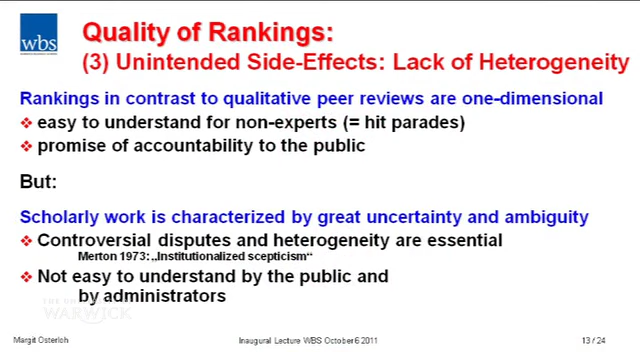 wbs
Quality of Rankings:
(3) Unintended Side-Effects: Lack of Heterogeneity
Rankings in contrast to qualitative peer reviews are one-dimensional
❖ easy to understand for non-experts (= hit parades)
❖ promise of accountability to the public
But:
Scholarly work is characterized by great uncertainty and ambiguity
❖ Controversial disputes and heterogeneity are essential
Merton 1973: „Institutionalized scepticism“
❖ Not easy to understand by the public and
by administrators
WARWICK
Margit Osterloh
Inaugural Lecture WBS October 6 2011
13 / 24